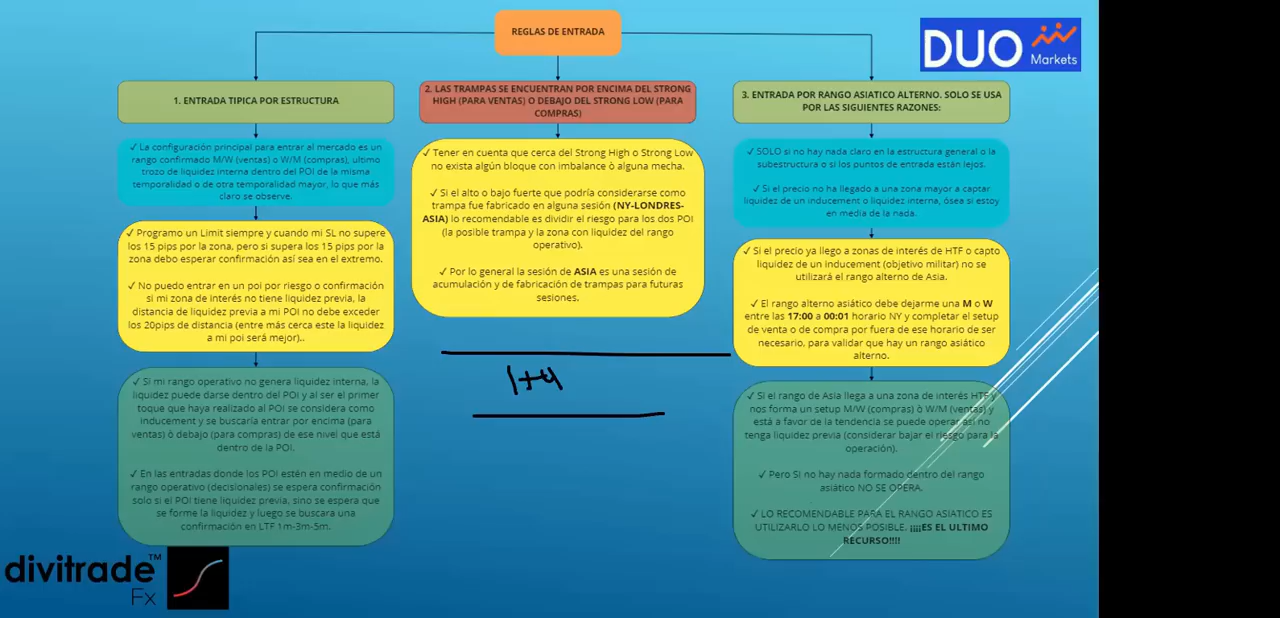 REGLAS DE ENTRADA
DUO
Markets
1. ENTRADA TIPICA POR ESTRUCTURA
✓ La configuración principal para entrar al mercado es un
rango confirmado M/W (ventas) o W/M (compras), ultimo
trozo de liquidez interna dentro del POI de la misma
temporalidad o de otra temporalidad mayor, lo que más
claro se observe.
✓ Programo un Limit siempre y cuando mi SL no supere
los 15 pips por la zona, pero si supera los 15 pips por la
zona debo esperar confirmación así sea en el extremo.
✓ No puedo entrar en un poi por riesgo o confirmación
si mi zona de interés no tiene liquidez previa, la
distancia de liquidez previa a mi POI no debe exceder
los 20pips de distancia (entre más cerca este la liquidez
a mi poi será mejor)..
✓ Si mi rango operativo no genera liquidez interna, la
liquidez puede darse dentro del POI y al ser el primer
toque que haya realizado al POI se considera como
inducement y se buscaría entrar por encima (para
ventas) ò debajo (para compras) de ese nivel que está
dentro de la POI.
✓ En las entradas donde los POI estén en medio de un
rango operativo (decisionales) se espera confirmación
solo si el POI tiene liquidez previa, sino se espera que
se forme la liquidez y luego se buscara una
confirmación en LTF 1m-3m-5m.
2. LAS TRAMPAS SE ENCUENTRAN POR ENCIMA DEL STRONG
HIGH (PARA VENTAS) O DEBAJO DEL STRONG LOW (PARA
COMPRAS)
✓ Tener en cuenta que cerca del Strong High o Strong Low
no exista algún bloque con imbalance ò alguna mecha.
✓ Si el alto o bajo fuerte que podría considerarse como
trampa fue fabricado en alguna sesión (NY-LONDRES-
ASIA) lo recomendable es dividir el riesgo para los dos POI
(la posible trampa y la zona con liquidez del rango
operativo).
✓ Por lo general la sesión de ASIA es una sesión de
acumulación y de fabricación de trampas para futuras
sesiones.
1+4
3. ENTRADA POR RANGO ASIATICO ALTERNO. SOLO SE USA
POR LAS SIGUIENTES RAZONES:
✓ SOLO si no hay nada claro en la estructura general o la
subestructura o si los puntos de entrada están lejos.
✓ Si el precio no ha llegado a una zona mayor a captar
liquidez de un inducement o liquidez interna, ósea si estoy
en medio de la nada.
✓ Si el precio ya llego a zonas de interés de HTF o capto
liquidez de un inducement (objetivo militar) no se
utilizará el rango alterno de Asia.
✓ El rango alterno asiático debe dejarme una M o W
entre las 17:00 a 00:01 horario NY y completar el setup
de venta o de compra por fuera de ese horario de ser
necesario, para validar que hay un rango asiático
alterno.
✓ Si el rango de Asia llega a una zona de interés HTF y
nos forma un setup M/W (compras) ò W/M (ventas) y
está a favor de la tendencia se puede operar así no
tenga liquidez previa (considerar bajar el riesgo para la
operación).
✓ Pero Si no hay nada formado dentro del rango
asiático NO SE OPERA.
✓ LO RECOMENDABLE PARA EL RANGO ASIATICO ES
UTILIZARLO LO MENOS POSIBLE. ¡¡¡¡ES EL ULTIMO
RECURSO!!!!
divitrade™
Fx